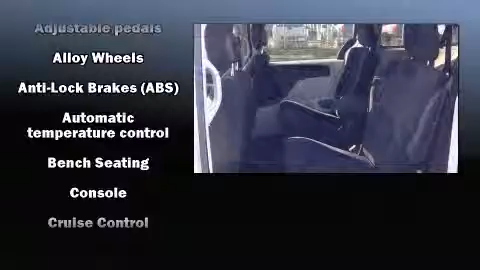 Adjustable pedals
Alloy Wheels
Anti-Lock Brakes (ABS)
Automatic
temperature control
Bench Seating
Console
Cruise Control